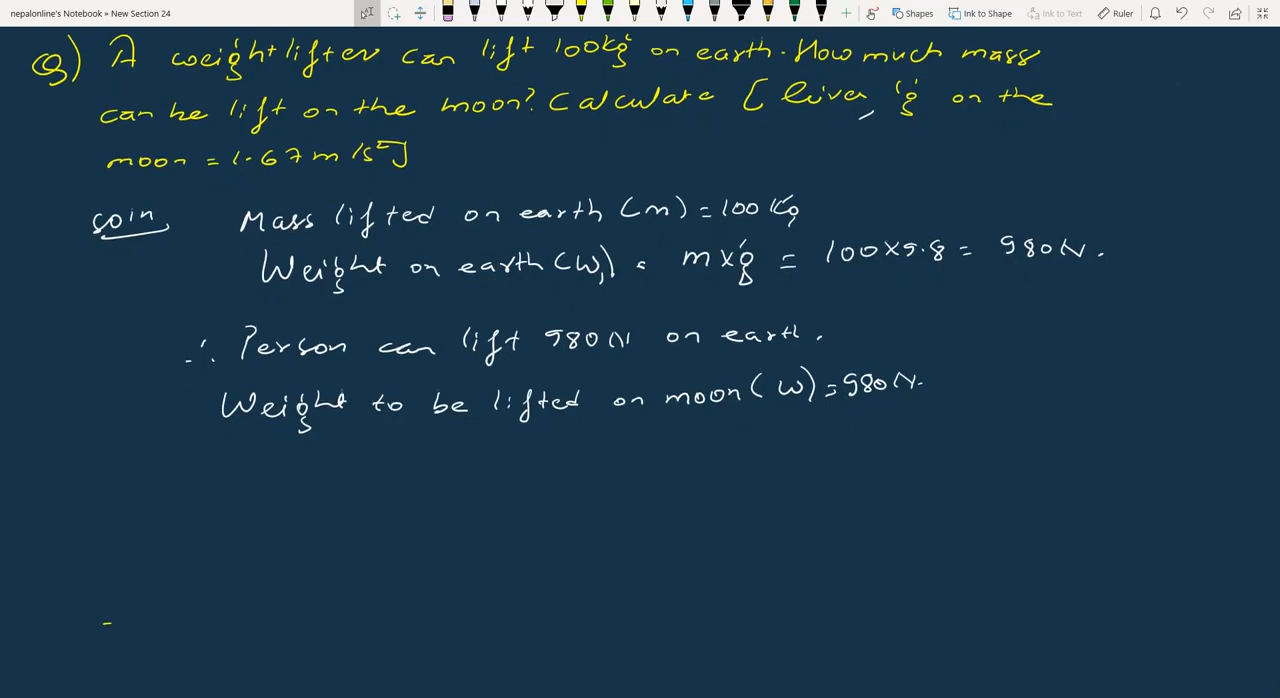 nepalonline's Notebook » New Section 24
Shapes Ink to Shape Ink to Text Ruler
Q) A weightlifter can lift 100kg on earth. How much mass
can be lift on the moon? Calculate [Given 'g' on the
moon = 1.67 m/s²]
Soln Mass lifted on earth (m) = 100 Kg
Weight on earth (W₁) = m×g = 100×9.8 = 980N.
∴ Person can lift 980N on earth.
Weight to be lifted on moon (W) = 980N.